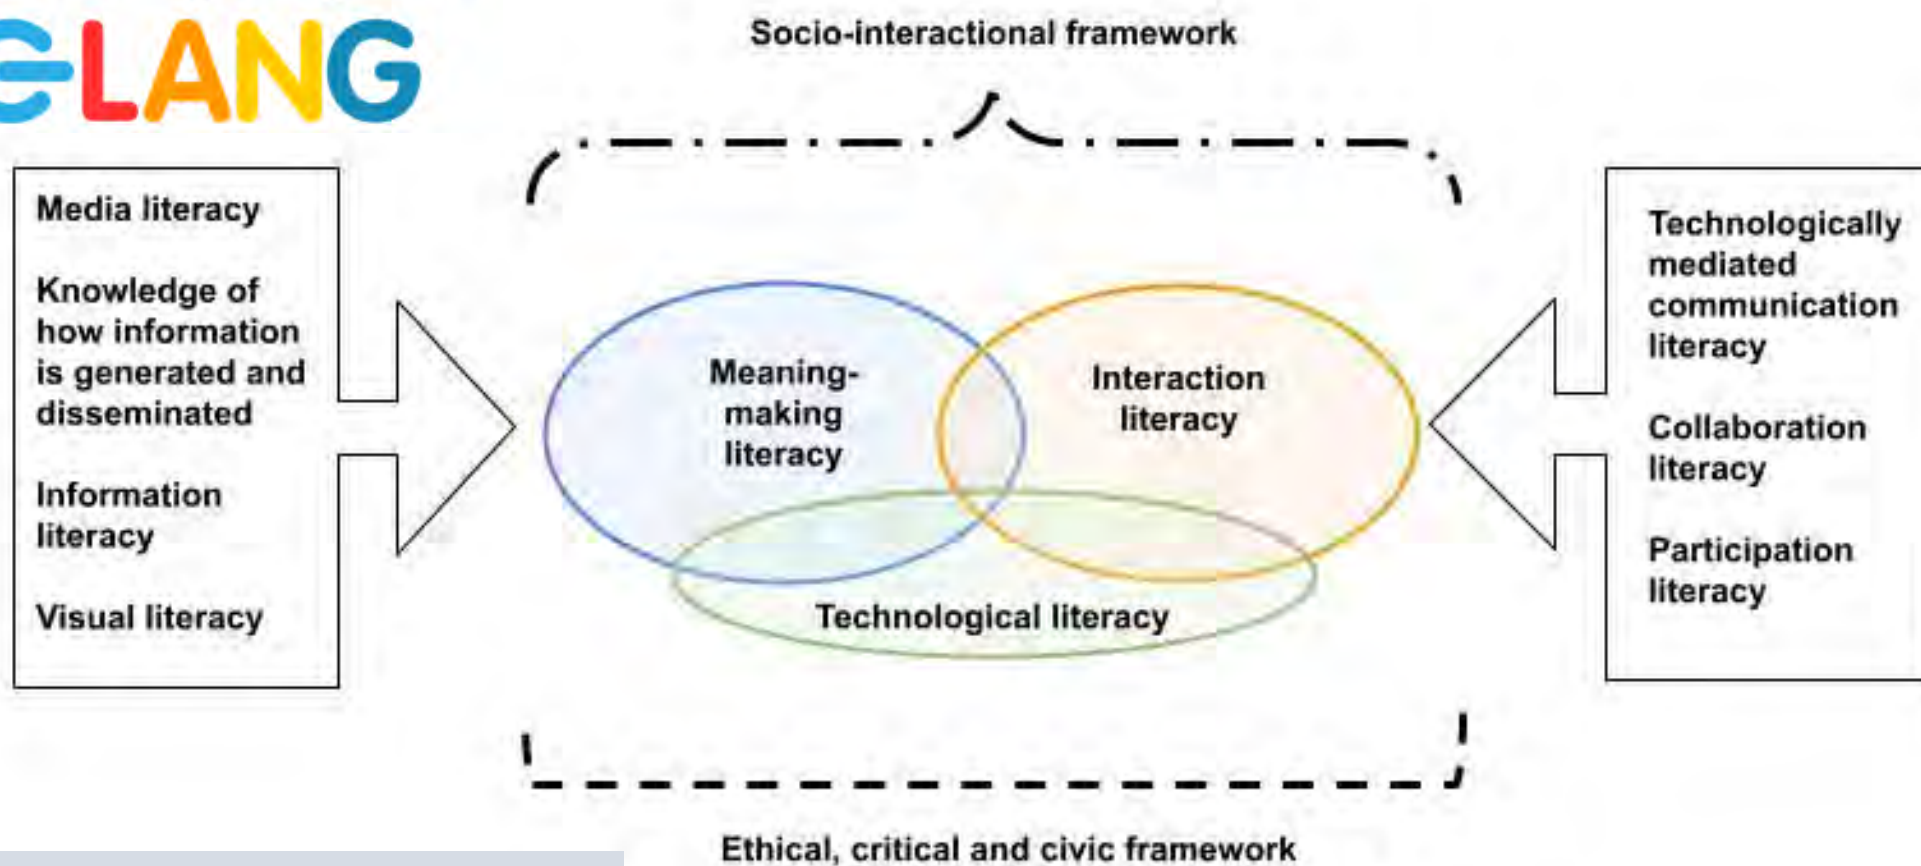 eLANG
Socio-interactional framework
Media literacy
Knowledge of
how information
is generated and
disseminated
Information
literacy
Visual literacy
Meaning-
making
literacy
Interaction
literacy
Technological literacy
Technologically
mediated
communication
literacy
Collaboration
literacy
Participation
literacy
Ethical, critical and civic framework